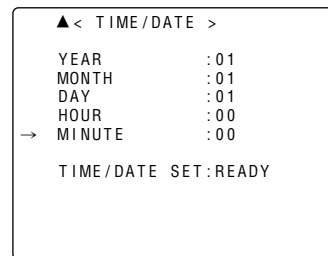 ▲< TIME/DATE >
YEAR :01
MONTH :01
DAY :01
HOUR :00
→ MINUTE :00
TIME/DATE SET:READY